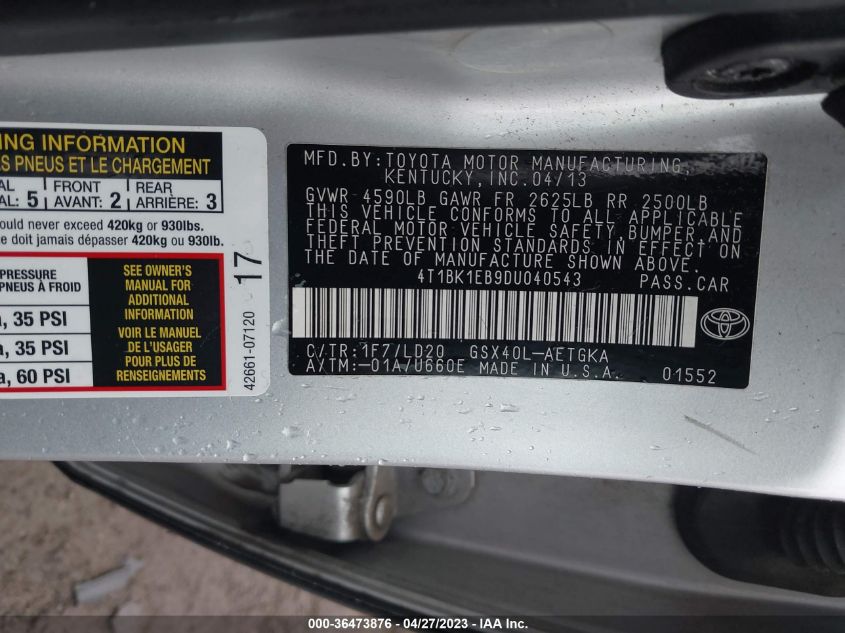 NG INFORMATION
S PNEUS ET LE CHARGEMENT
AL
AL: 5
FRONT
AVANT: 2
REAR
ARRIÈRE: 3
ould never exceed 420kg or 930lbs.
e doit jamais dépasser 420kg ou 930lb.
PRESSURE
PNEUS À FROID
a, 35 PSI
a, 35 PSI
a, 60 PSI
SEE OWNER'S
MANUAL FOR
ADDITIONAL
INFORMATION
VOIR LE MANUEL
DE L'USAGER
POUR PLUS DE
RENSEIGNEMENTS
42661-07120 17
MFD.BY:TOYOTA MOTOR MANUFACTURING,
KENTUCKY, INC.04/13
GVWR 4590LB GAWR FR 2625LB RR 2500LB
THIS VEHICLE CONFORMS TO ALL APPLICABLE
FEDERAL MOTOR VEHICLE SAFETY, BUMPER, AND
THEFT PREVENTION STANDARDS IN EFFECT ON
THE DATE OF MANUFACTURE SHOWN ABOVE.
4T1BK1EB9DU040543 PASS.CAR
C/TR:1F7/LD20 GSX40L-AETGKA
A/TM:-01A/U660E MADE IN U.S.A. 01552
000-36473876 - 04/27/2023 - IAAI.com